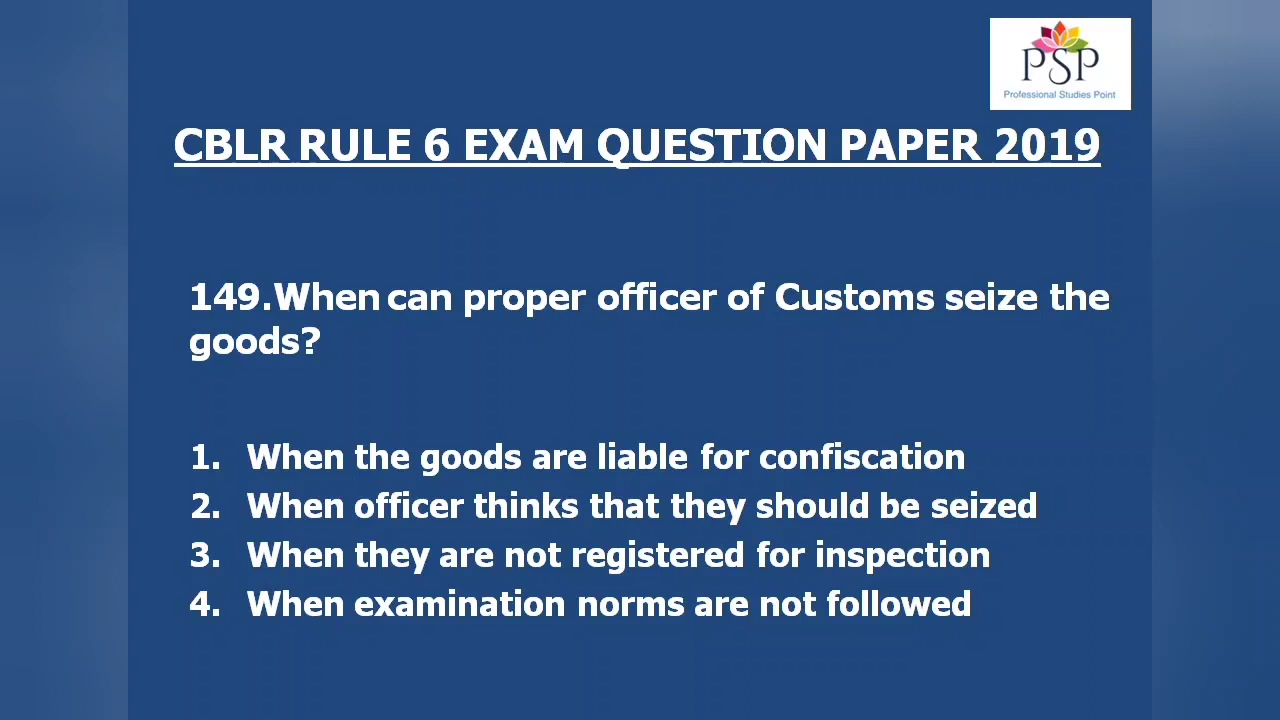 PSP
Professional Studies Point
CBLR RULE 6 EXAM QUESTION PAPER 2019
149.When can proper officer of Customs seize the
goods?
1. When the goods are liable for confiscation
2. When officer thinks that they should be seized
3. When they are not registered for inspection
4. When examination norms are not followed